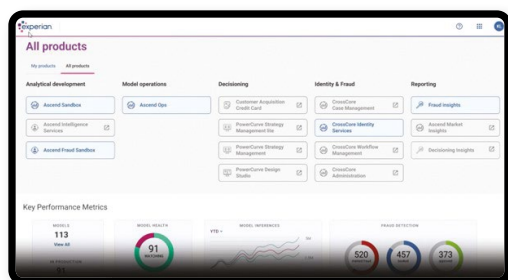 experian
All products
My products All products
Analytical development Model operations Decisioning Identity & Fraud Reporting
Ascend Sandbox
Ascend Ops
Customer Acquisition
Credit Card
CrossCore
Case Management
Fraud Insights
Ascend Intelligence
Services
PowerCurve Strategy
Management
CrossCore Identity
Services
Ascend Market
Insights
Ascend Fraud Sandbox
PowerCurve Strategy
Management
CrossCore Workflow
Management
Decisioning Insights
PowerCurve Design
Studio
CrossCore
Administration
Key Performance Metrics
MODELS
113
View All
IN PRODUCTION
MODEL HEALTH
91
MODEL INFERENCES
YTD
FRAUD DETECTION
520
457
373